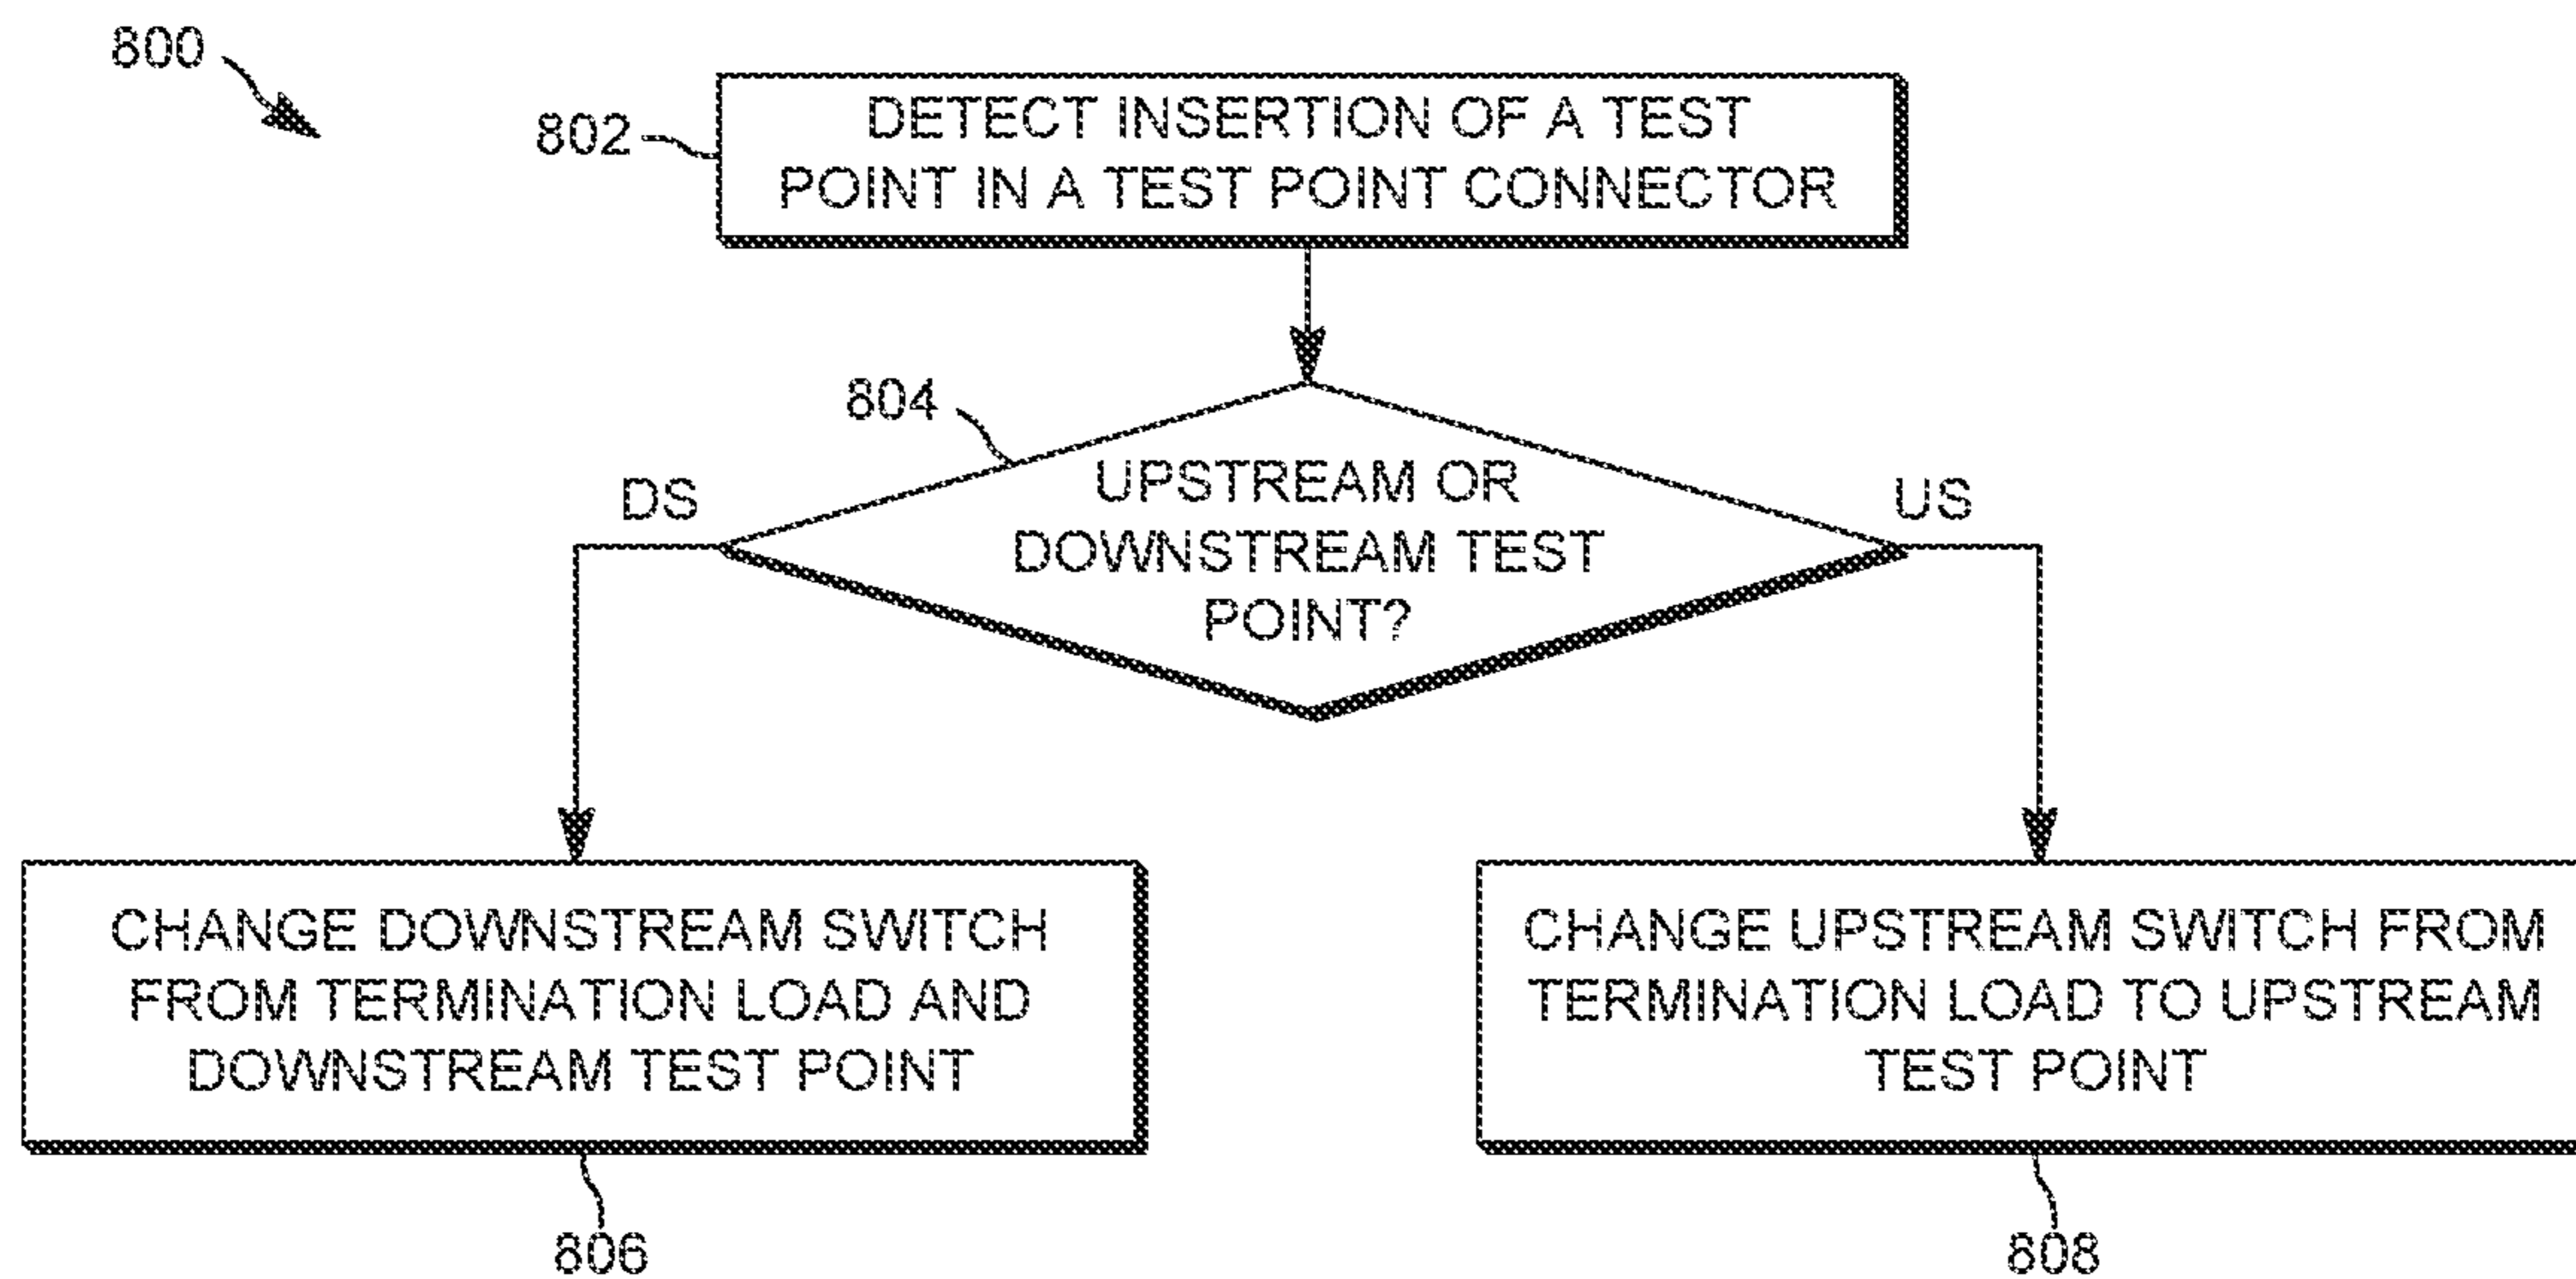 800
802
DETECT INSERTION OF A TEST
POINT IN A TEST POINT CONNECTOR
804
UPSTREAM OR
DOWNSTREAM TEST
POINT?
DS
US
CHANGE DOWNSTREAM SWITCH
FROM TERMINATION LOAD AND
DOWNSTREAM TEST POINT
806
CHANGE UPSTREAM SWITCH FROM
TERMINATION LOAD TO UPSTREAM
TEST POINT
808